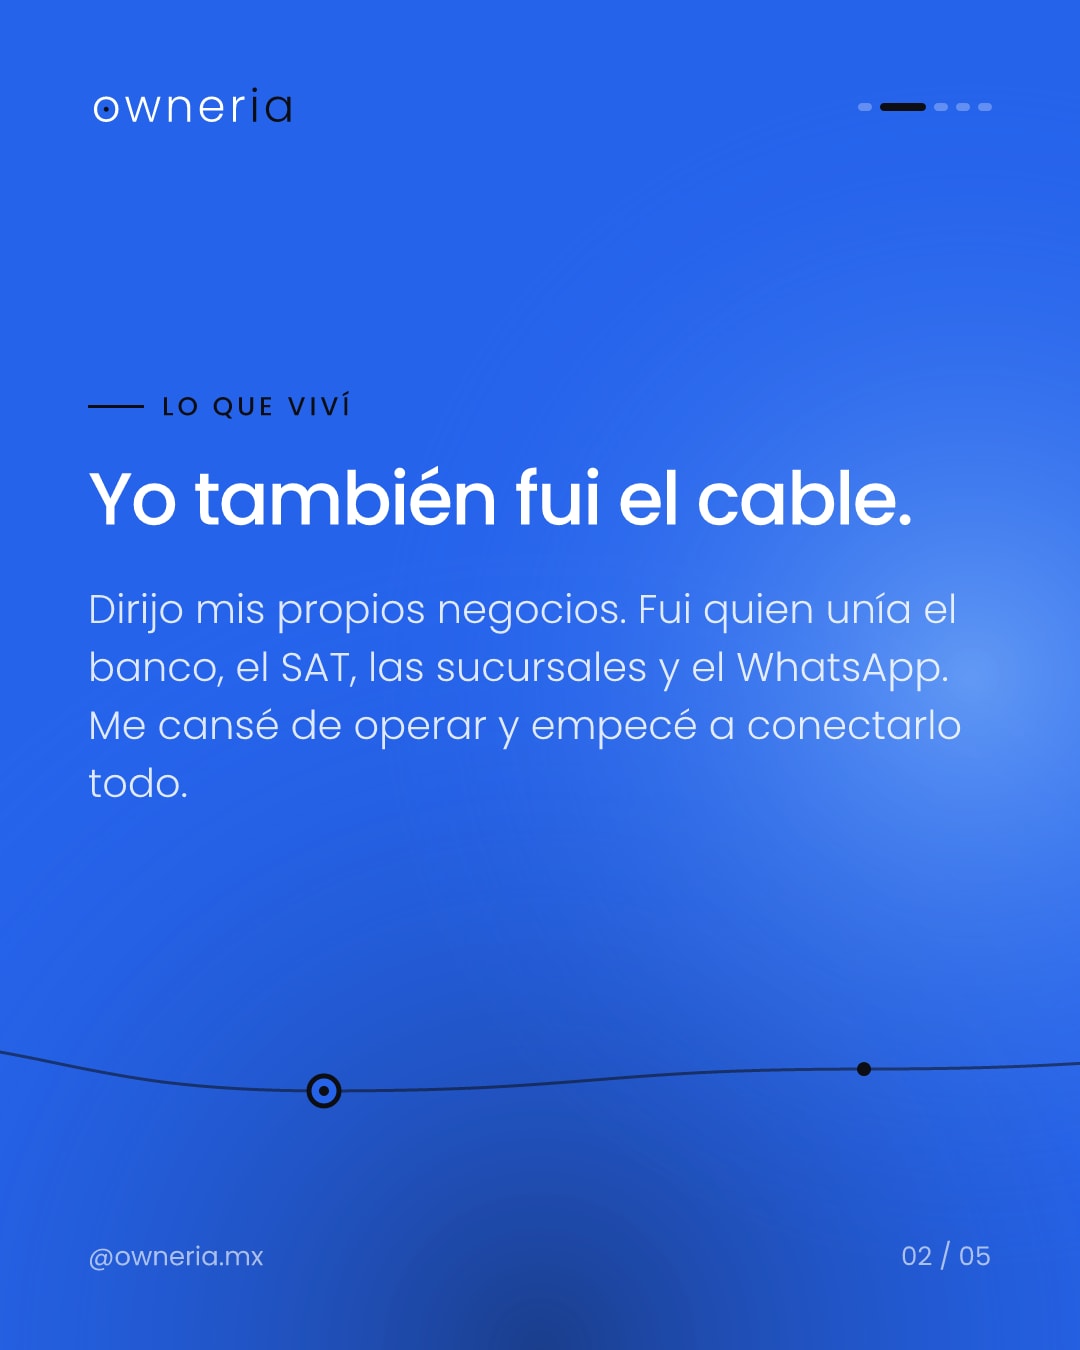 owneria
LO QUE VIVÍ
Yo también fui el cable.
Dirijo mis propios negocios. Fui quien unía el
banco, el SAT, las sucursales y el WhatsApp.
Me cansé de operar y empecé a conectarlo
todo.
@owneria.mx
02 / 05